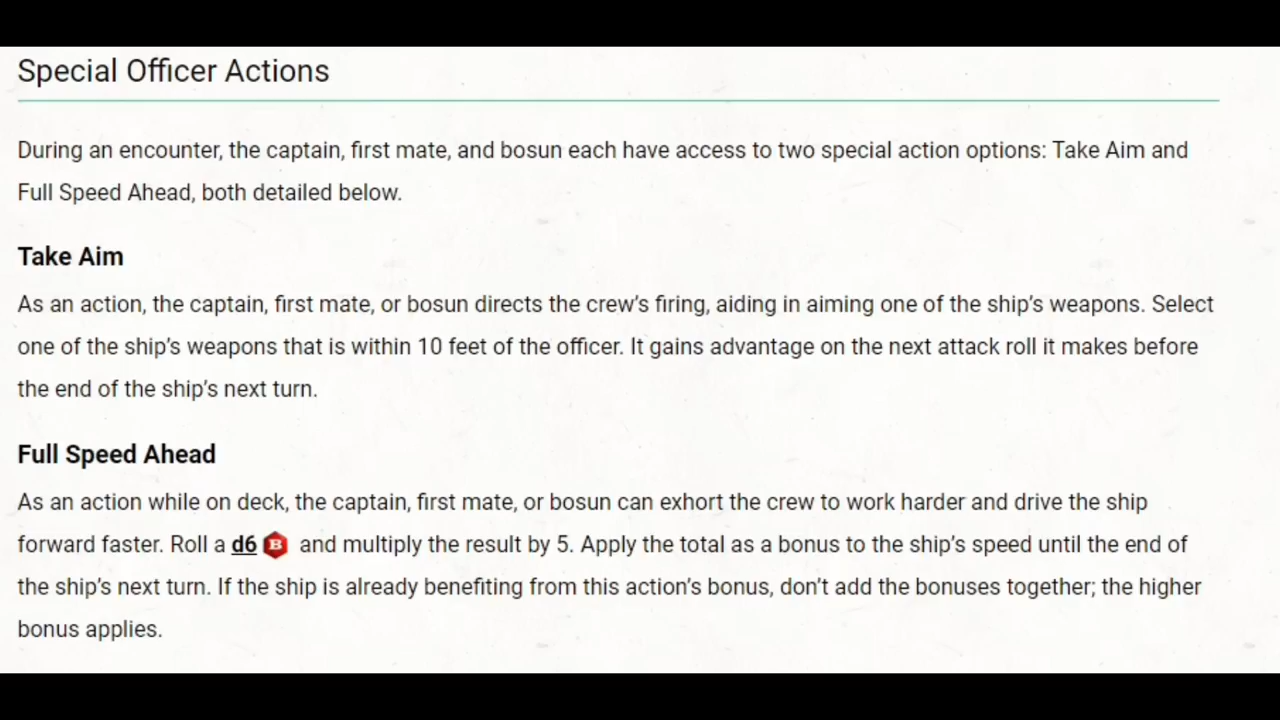 Special Officer Actions
During an encounter, the captain, first mate, and bosun each have access to two special action options: Take Aim and
Full Speed Ahead, both detailed below.
Take Aim
As an action, the captain, first mate, or bosun directs the crew’s firing, aiding in aiming one of the ship’s weapons. Select
one of the ship’s weapons that is within 10 feet of the officer. It gains advantage on the next attack roll it makes before
the end of the ship’s next turn.
Full Speed Ahead
As an action while on deck, the captain, first mate, or bosun can exhort the crew to work harder and drive the ship
forward faster. Roll a d6 B and multiply the result by 5. Apply the total as a bonus to the ship’s speed until the end of
the ship’s next turn. If the ship is already benefiting from this action’s bonus, don’t add the bonuses together; the higher
bonus applies.